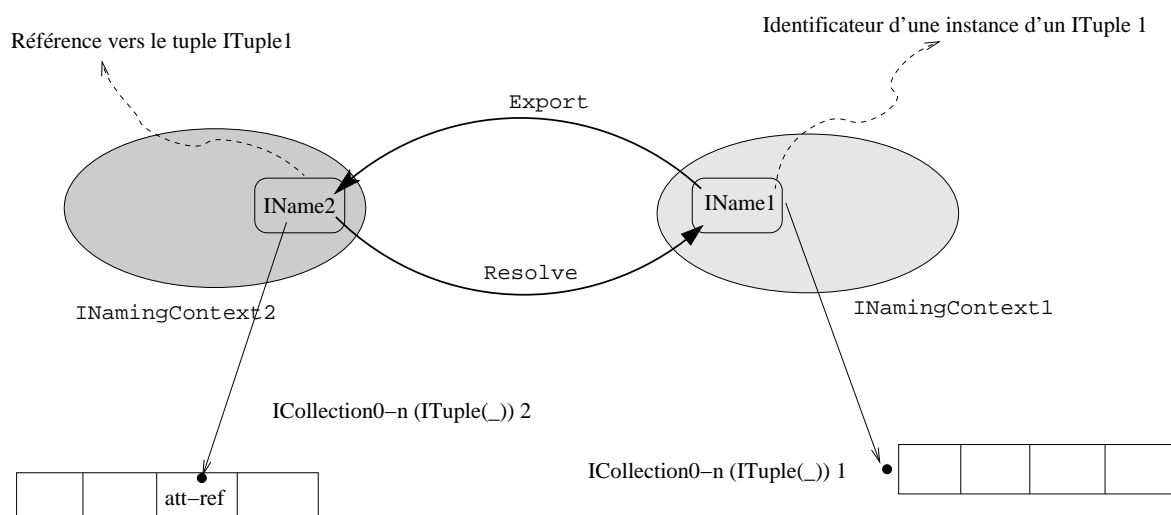 Identificateur d'une instance d'un ITuple 1
Référence vers le tuple ITuple1
Export
IName2
IName1
Resolve
INamingContext2
INamingContext1
ICollection0−n (ITuple(_)) 2
ICollection0−n (ITuple(_)) 1
att−ref